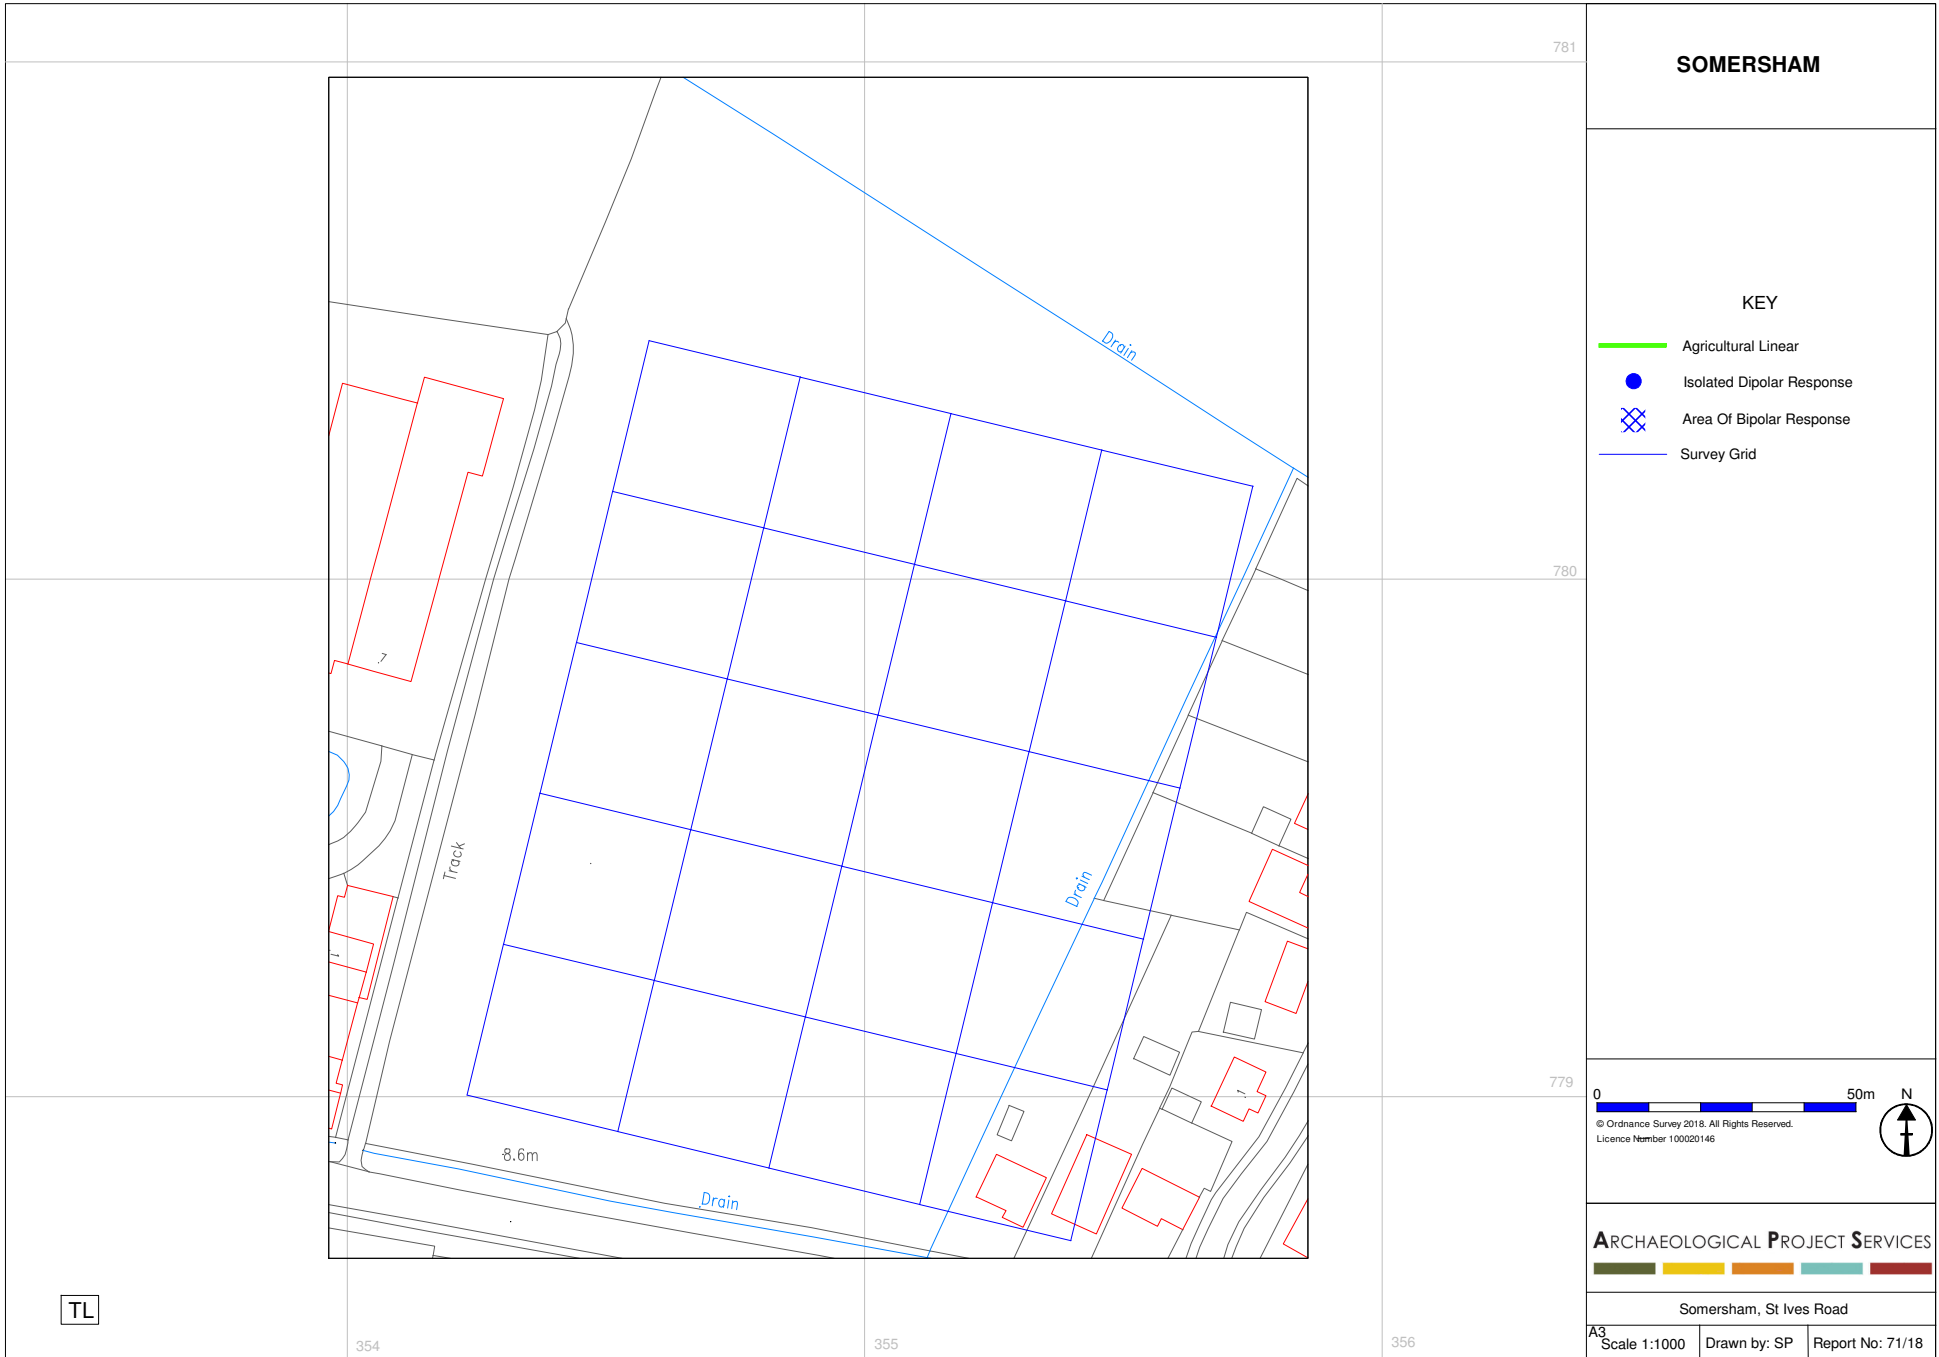 781
SOMERSHAM
KEY
Agricultural Linear
Isolated Dipolar Response
Area Of Bipolar Response
Survey Grid
Drain
780
7
Track
Drain
1
779
1
8.6m
Drain
0 50m N
© Ordnance Survey 2018. All Rights Reserved.
Licence Number 100020146
ARCHAEOLOGICAL PROJECT SERVICES
Somersham, St Ives Road
A3
Scale 1:1000 Drawn by: SP Report No: 71/18
TL
354 355 356